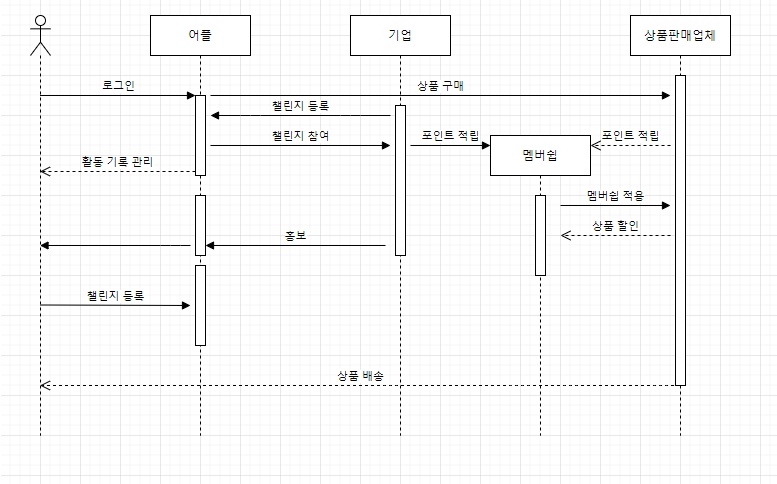 어플
기업
상품판매업체
로그인
상품 구매
챌린지 등록
챌린지 참여
포인트 적립
포인트 적립
멤버쉽
활동 기록 관리
멤버쉽 적용
상품 할인
홍보
챌린지 등록
상품 배송